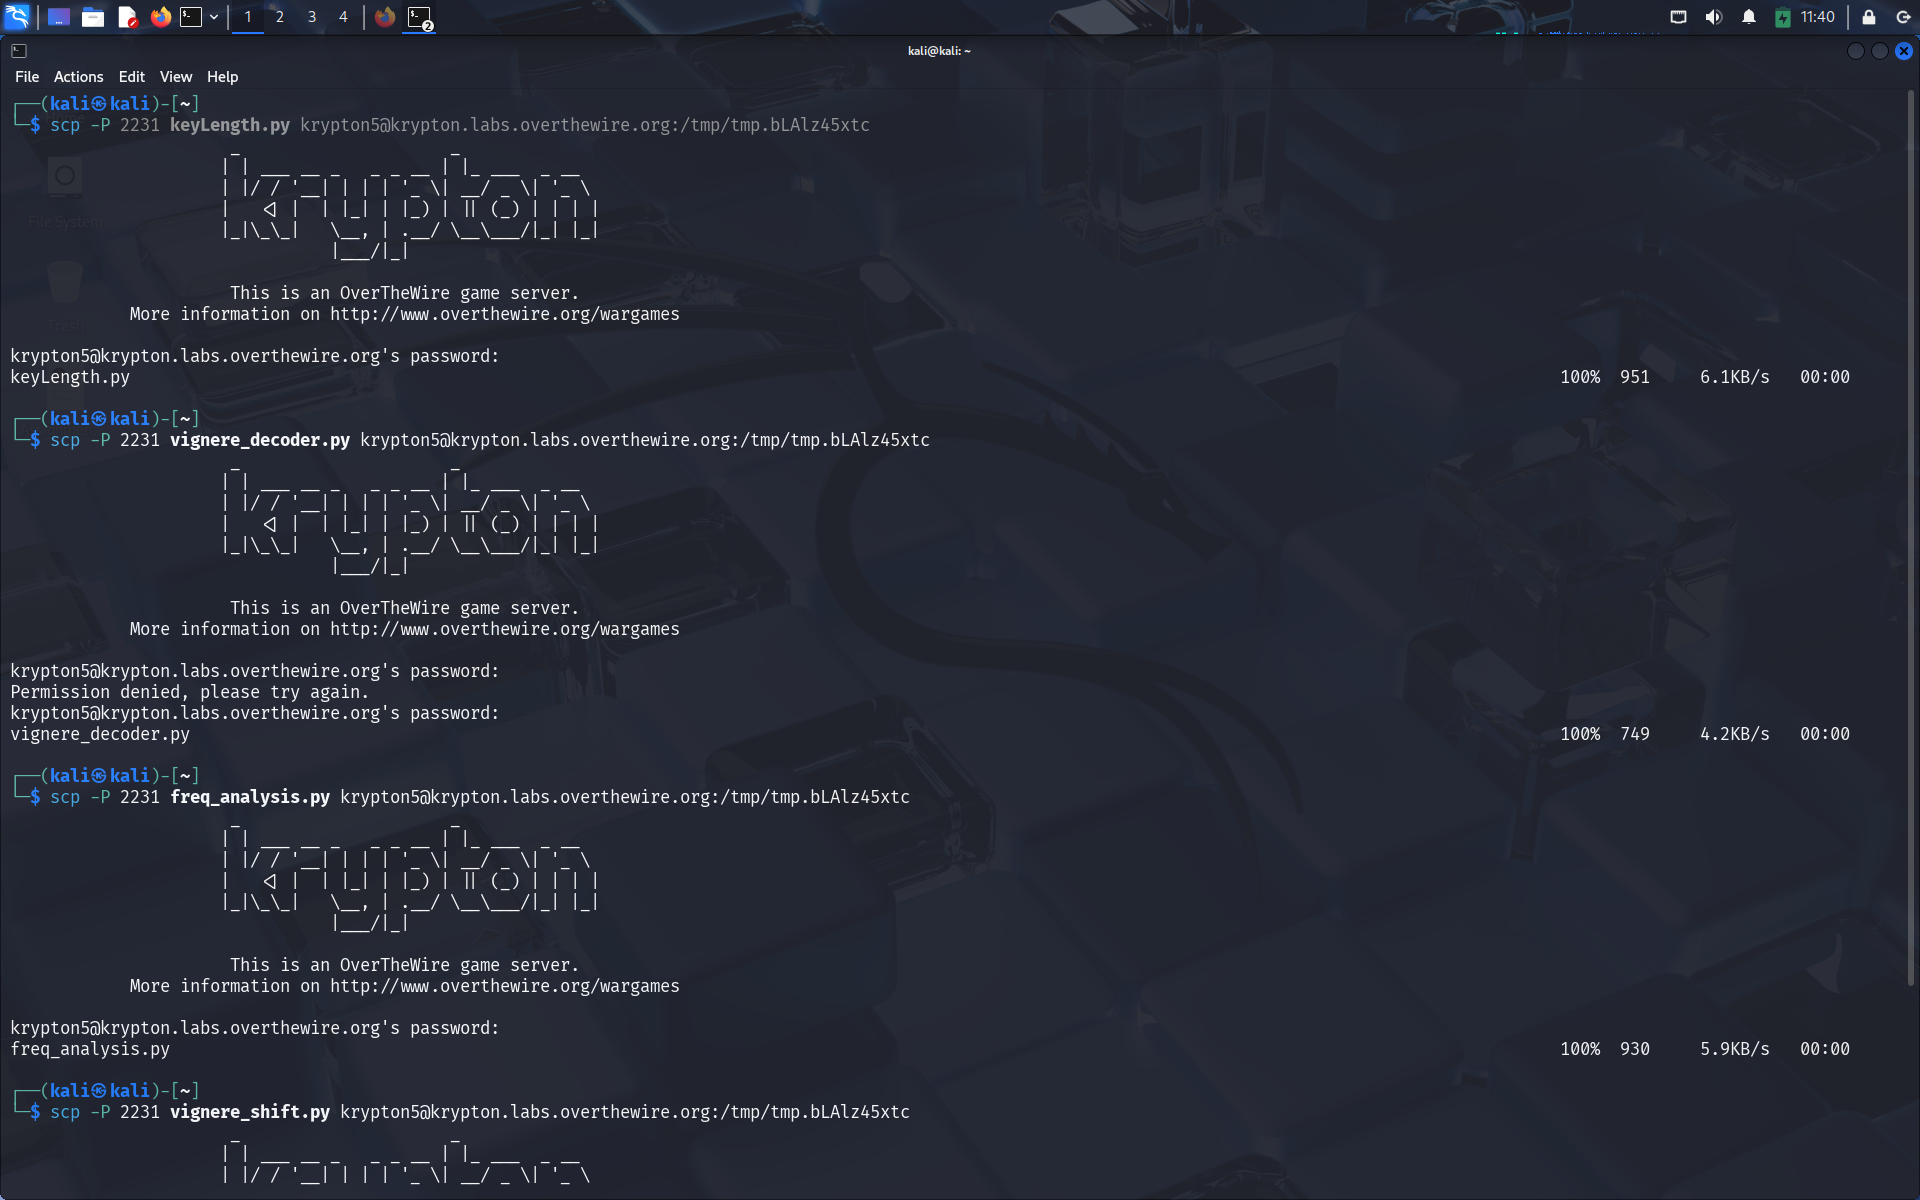 1 2 3 4 2 11:40
kali@kali: ~
File Actions Edit View Help
┌──(kali㉿kali)-[~]
└─$ scp -P 2231 keyLength.py krypton5@krypton.labs.overthewire.org:/tmp/tmp.bLAlz45xtc
krypton
This is an OverTheWire game server.
More information on http://www.overthewire.org/wargames
krypton5@krypton.labs.overthewire.org's password:
keyLength.py 100% 951 6.1KB/s 00:00
┌──(kali㉿kali)-[~]
└─$ scp -P 2231 vignere_decoder.py krypton5@krypton.labs.overthewire.org:/tmp/tmp.bLAlz45xtc
krypton
This is an OverTheWire game server.
More information on http://www.overthewire.org/wargames
krypton5@krypton.labs.overthewire.org's password:
Permission denied, please try again.
krypton5@krypton.labs.overthewire.org's password:
vignere_decoder.py 100% 749 4.2KB/s 00:00
┌──(kali㉿kali)-[~]
└─$ scp -P 2231 freq_analysis.py krypton5@krypton.labs.overthewire.org:/tmp/tmp.bLAlz45xtc
krypton
This is an OverTheWire game server.
More information on http://www.overthewire.org/wargames
krypton5@krypton.labs.overthewire.org's password:
freq_analysis.py 100% 930 5.9KB/s 00:00
┌──(kali㉿kali)-[~]
└─$ scp -P 2231 vignere_shift.py krypton5@krypton.labs.overthewire.org:/tmp/tmp.bLAlz45xtc
krypton
File System
Trash